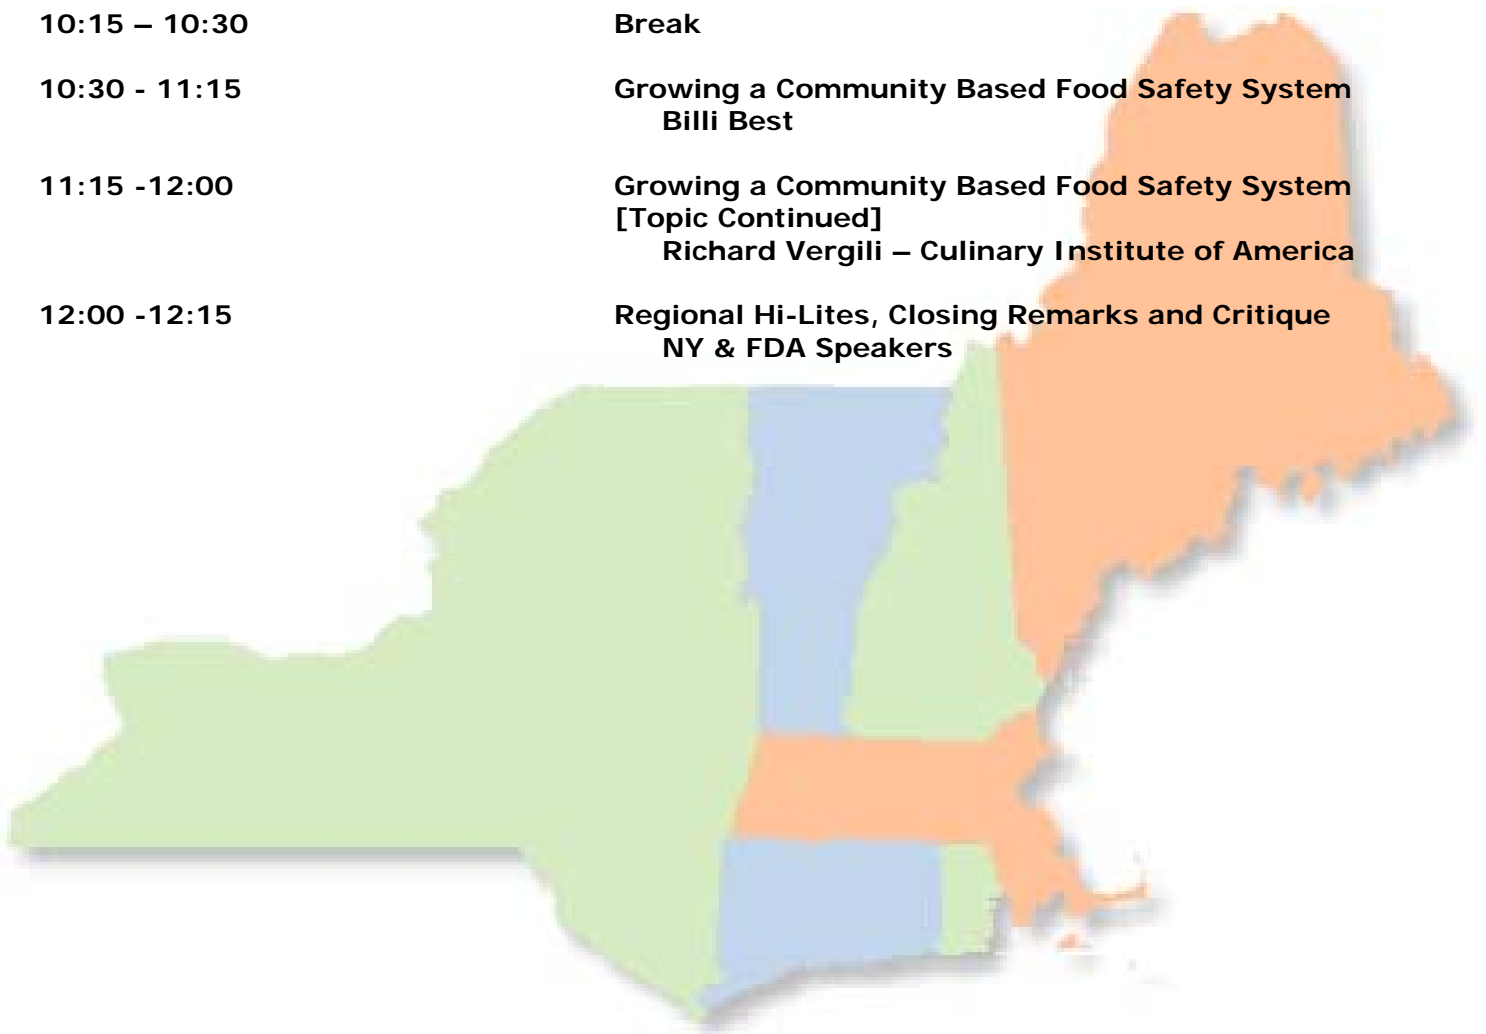 10:15 – 10:30 Break
10:30 - 11:15 Growing a Community Based Food Safety System
Billi Best
11:15 -12:00 Growing a Community Based Food Safety System
[Topic Continued]
Richard Vergili – Culinary Institute of America
12:00 -12:15 Regional Hi-Lites, Closing Remarks and Critique
NY & FDA Speakers